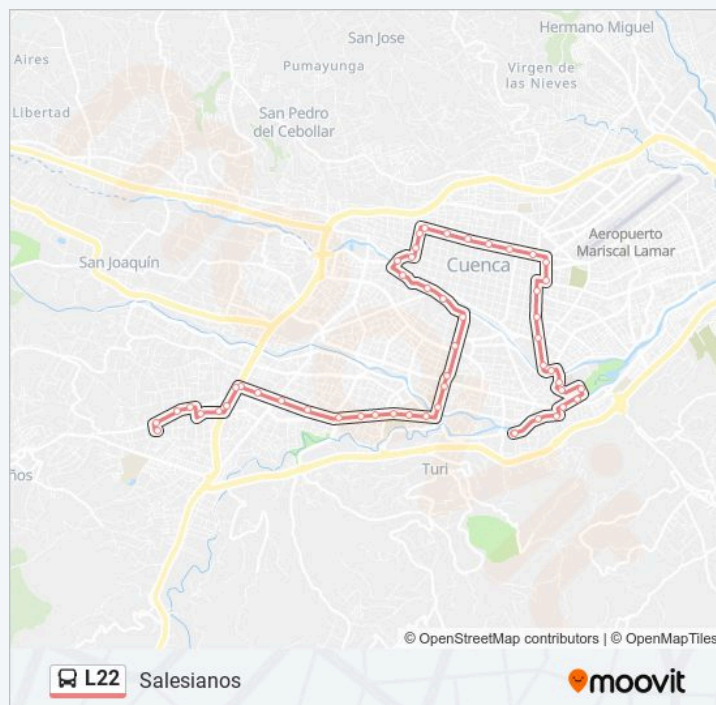 San Jose
Hermano Miguel
Aires
Pumayunga
Virgen de
las Nieves
Libertad
San Pedro
del Cebollar
Aeropuerto
Mariscal Lamar
San Joaquín
Cuenca
ños
Turi
© OpenStreetMap contributors | © OpenMapTiles
L22 Salesianos
moovit